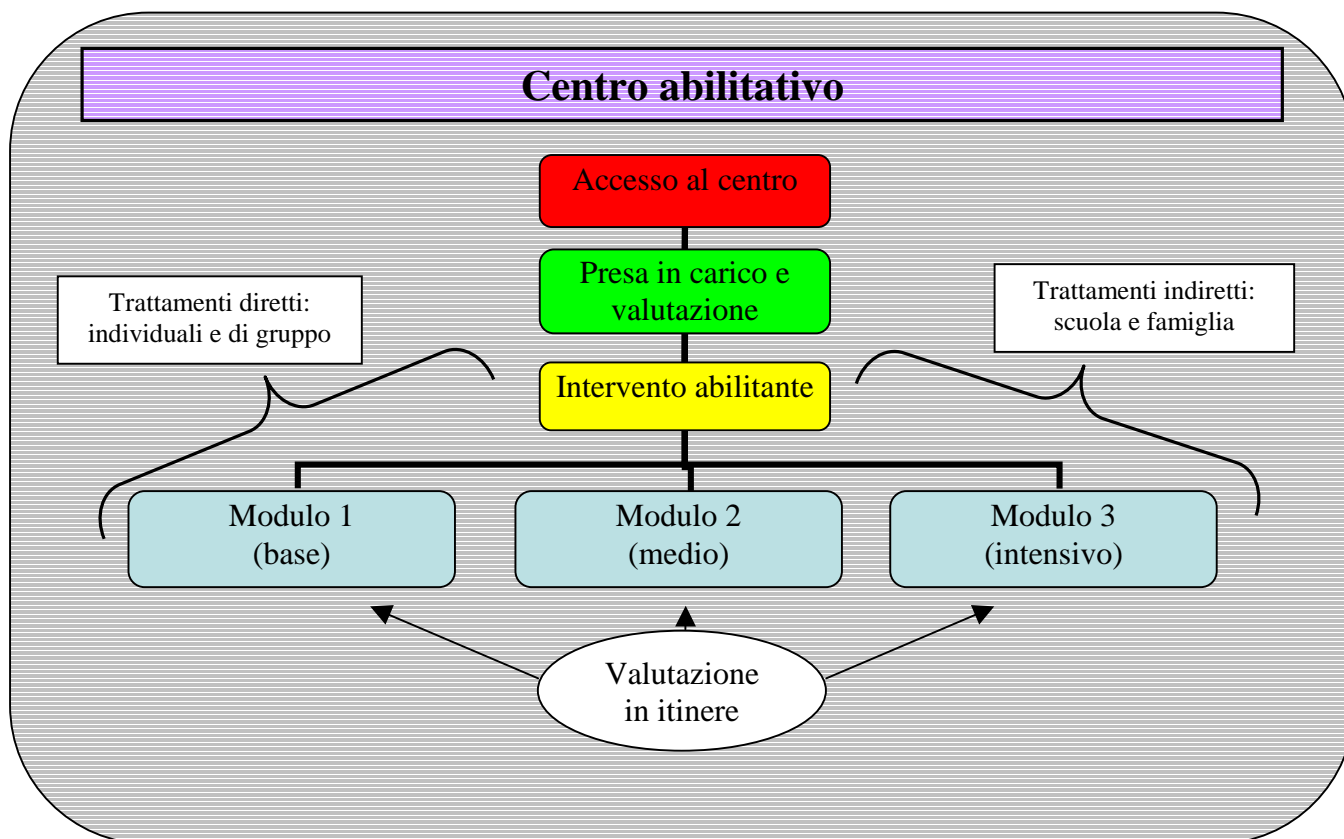 Centro abilitativo
Accesso al centro
Presa in carico e
valutazione
Trattamenti diretti:
individuali e di gruppo
Trattamenti indiretti:
scuola e famiglia
Intervento abilitante
Modulo 1
(base)
Modulo 2
(medio)
Modulo 3
(intensivo)
Valutazione
in itinere